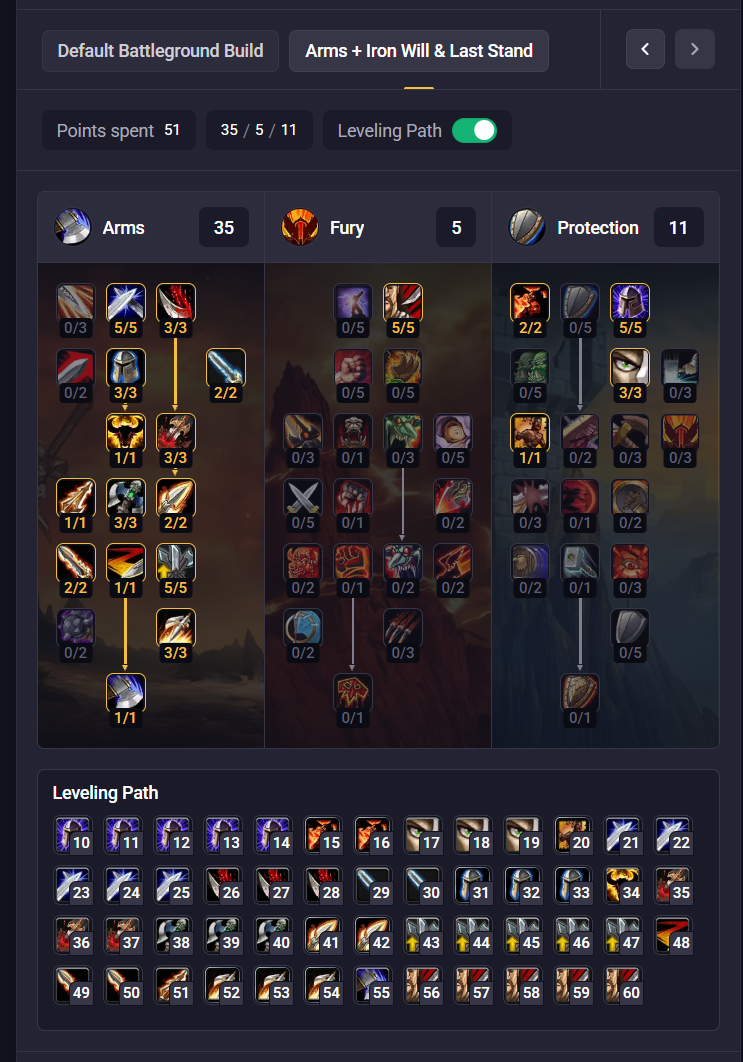 Default Battleground Build Arms + Iron Will & Last Stand
Points spent 51 35 / 5 / 11 Leveling Path
Arms 35 Fury 5 Protection 11
0/3 5/5 3/3 0/5 5/5 2/2 0/5 5/5
0/2 3/3 2/2 0/5 0/5 0/5 3/3 0/3
1/1 3/3 0/3 0/1 0/3 0/5 1/1 0/2 0/3 0/3
1/1 3/3 2/2 0/5 0/1 0/2 0/3 0/1 0/2
2/2 1/1 5/5 0/2 0/1 0/2 0/2 0/2 0/1 0/3
0/2 3/3 0/2 0/3 0/5
1/1 0/1 0/1
Leveling Path
10 11 12 13 14 15 16 17 18 19 20 21 22
23 24 25 26 27 28 29 30 31 32 33 34 35
36 37 38 39 40 41 42 43 44 45 46 47 48
49 50 51 52 53 54 55 56 57 58 59 60